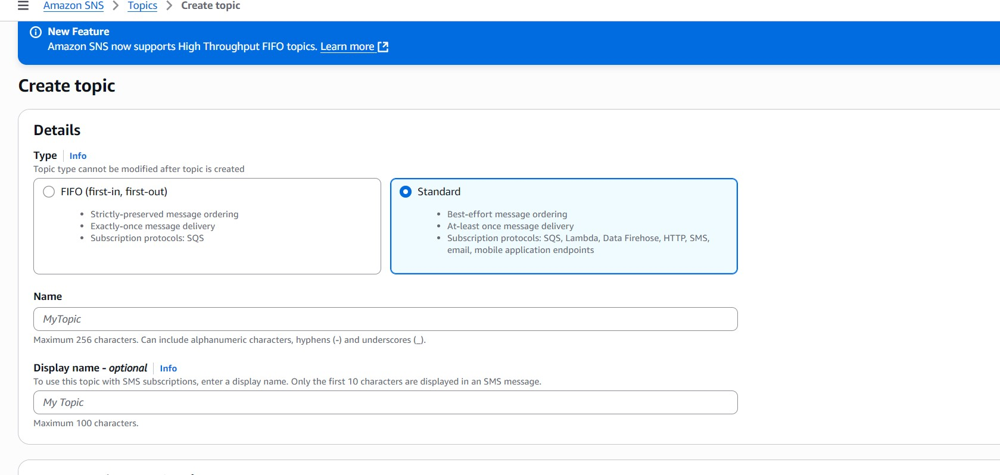 Amazon SNS > Topics > Create topic
New Feature
Amazon SNS now supports High Throughput FIFO topics. Learn more
Create topic
Details
Type Info
Topic type cannot be modified after topic is created
FIFO (first-in, first-out)
• Strictly-preserved message ordering
• Exactly-once message delivery
• Subscription protocols: SQS
Standard
• Best-effort message ordering
• At-least once message delivery
• Subscription protocols: SQS, Lambda, Data Firehose, HTTP, SMS,
email, mobile application endpoints
Name
MyTopic
Maximum 256 characters. Can include alphanumeric characters, hyphens (-) and underscores (_).
Display name - optional Info
To use this topic with SMS subscriptions, enter a display name. Only the first 10 characters are displayed in an SMS message.
My Topic
Maximum 100 characters.